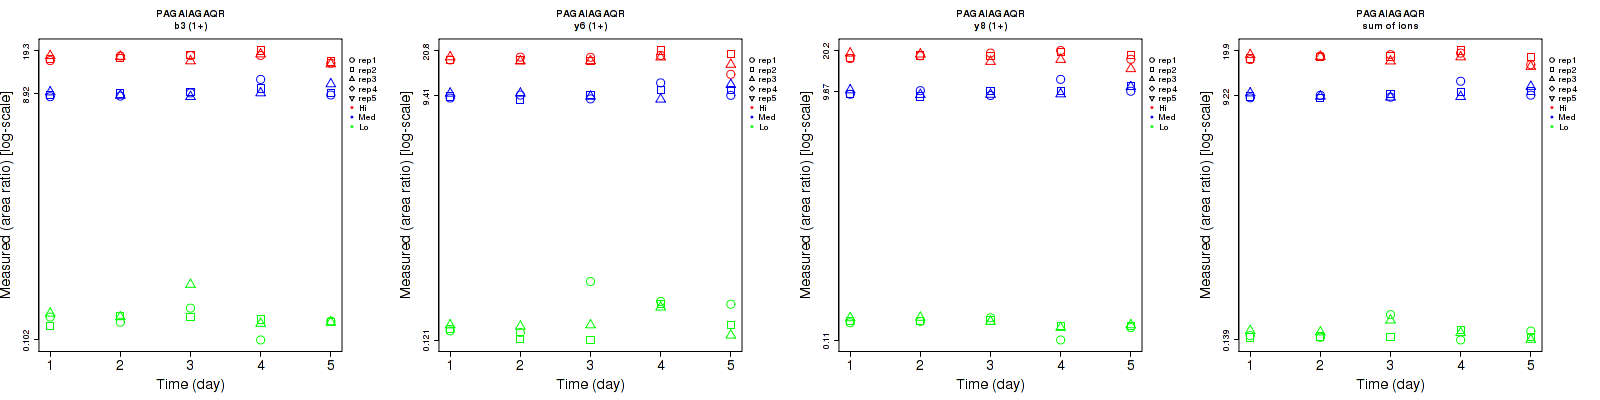 PAGAIAGAQR
b3 (1+)
Measured (area ratio) [log-scale]
19.3
8.92
0.102
1 2 3 4 5
Time (day)
rep1
rep2
rep3
rep4
rep5
Hi
Med
Lo
PAGAIAGAQR
y6 (1+)
Measured (area ratio) [log-scale]
20.8
9.41
0.121
1 2 3 4 5
Time (day)
rep1
rep2
rep3
rep4
rep5
Hi
Med
Lo
PAGAIAGAQR
y8 (1+)
Measured (area ratio) [log-scale]
20.2
9.67
0.11
1 2 3 4 5
Time (day)
rep1
rep2
rep3
rep4
rep5
Hi
Med
Lo
PAGAIAGAQR
sum of ions
Measured (area ratio) [log-scale]
19.9
9.22
0.139
1 2 3 4 5
Time (day)
rep1
rep2
rep3
rep4
rep5
Hi
Med
Lo